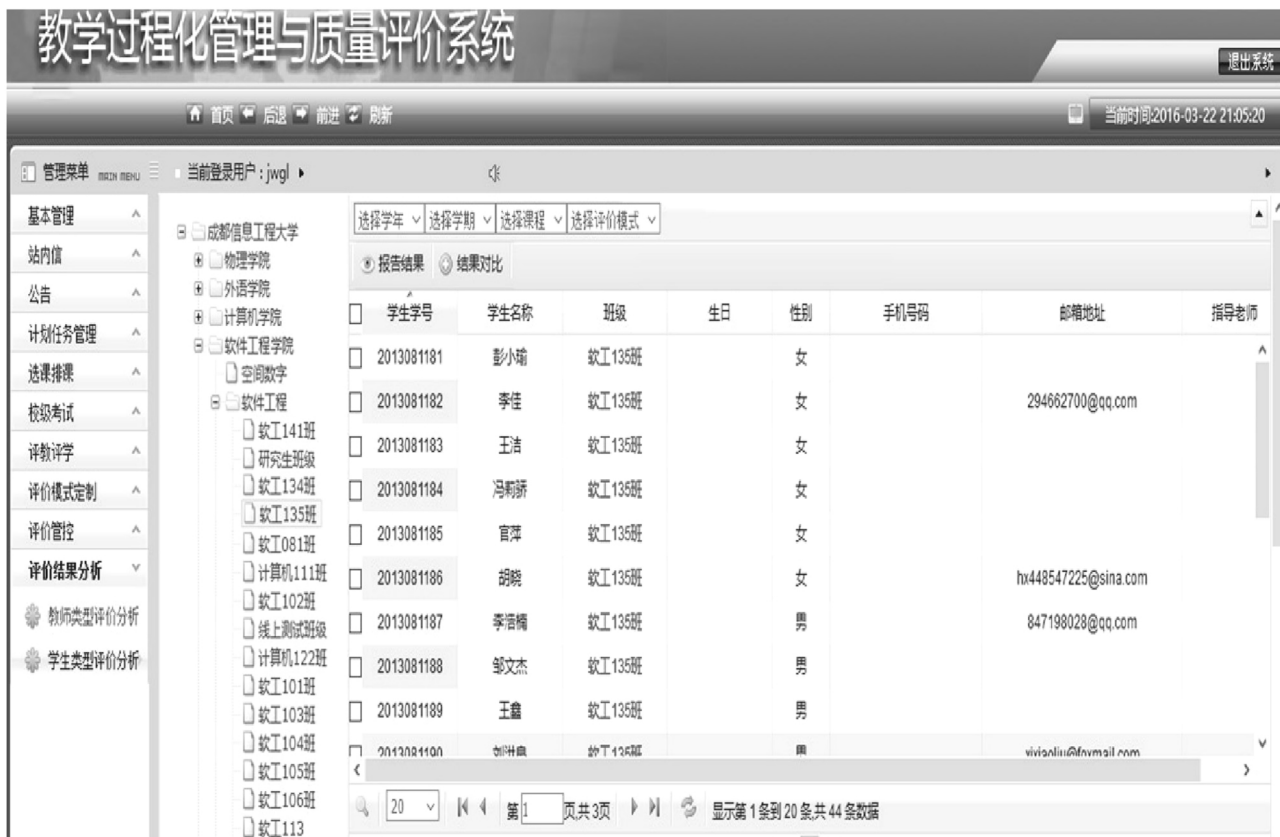 教学过程化管理与质量评价系统
退出系统
首页 后退 前进 刷新
当前时间:2016-03-22 21:05:20
管理菜单 MAIN MENU
当前登录用户:jwgl
基本管理
站内信
公告
计划任务管理
选课排课
校级考试
评教评学
评价模式定制
评价管控
评价结果分析
教师类型评价分析
学生类型评价分析
成都信息工程大学
物理学院
外语学院
计算机学院
软件工程学院
空间数字
软件工程
软工141班
研究生班级
软工134班
软工135班
软工081班
计算机111班
软工102班
线上测试班级
计算机122班
软工101班
软工103班
软工104班
软工105班
软工106班
软工113
选择学年 选择学期 选择课程 选择评价模式
报告结果 结果对比
学生学号 学生名称 班级 生日 性别 手机号码 邮箱地址 指导老师
2013081181 彭小瑜 软工135班 女
2013081182 李佳 软工135班 女 294662700@qq.com
2013081183 王洁 软工135班 女
2013081184 冯莉骄 软工135班 女
2013081185 官萍 软工135班 女
2013081186 胡晓 软工135班 女 hx448547225@sina.com
2013081187 李浩楠 软工135班 男 847198028@qq.com
2013081188 邹文杰 软工135班 男
2013081189 王鑫 软工135班 男
2013081190 软工135班 男 yixiaoliu@foxmail.com
20 第1页,共3页 显示第 1 条到 20 条,共 44 条数据